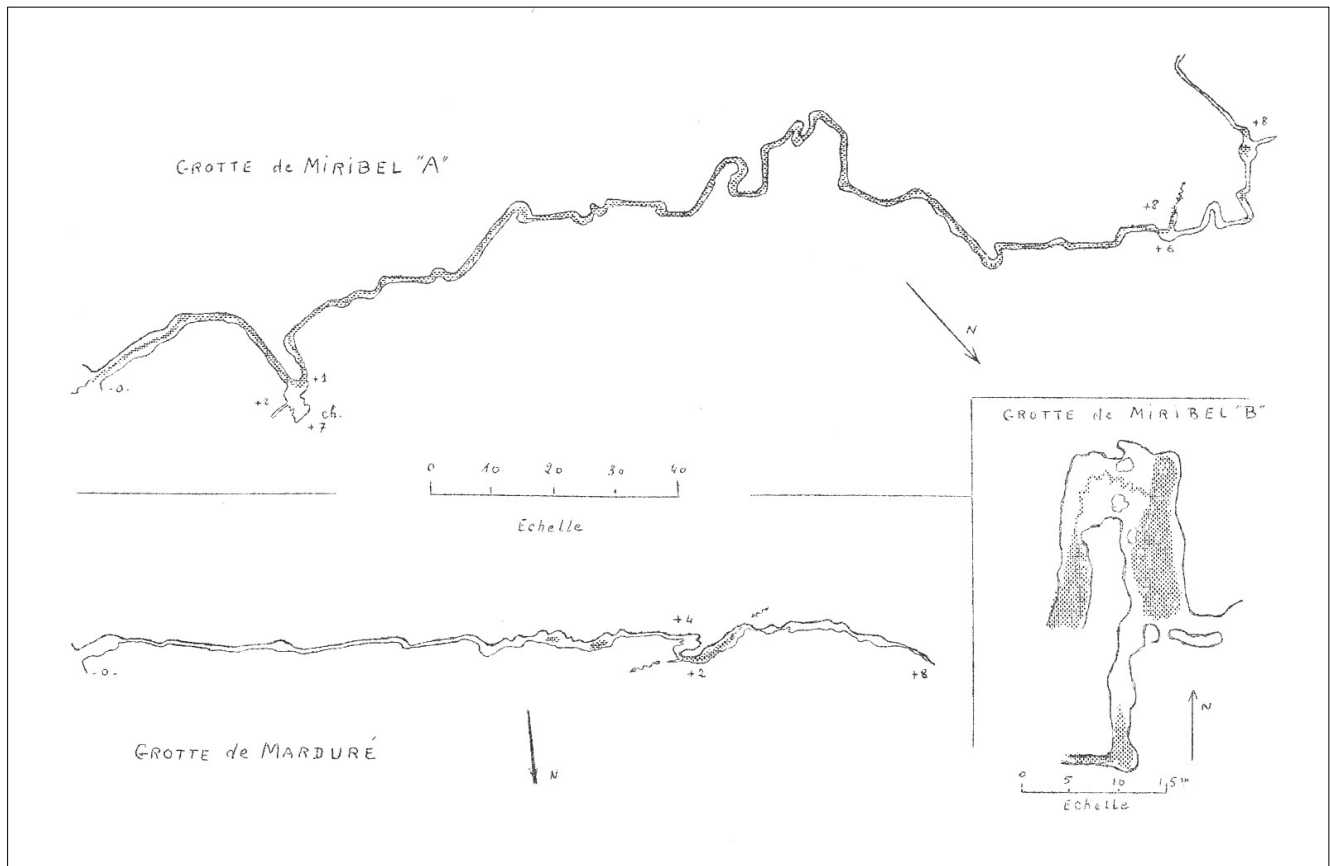 GROTTE de MIRIBEL "A"
+8
+8
+6
N
-0-
+1
+2
ch.
+7
GROTTE de MIRIBEL "B"
0 10 20 30 40
Echelle
+4
-0-
+2
+8
N
GROTTE de MARDURÉ
N
0 5 10 15 m
Echelle